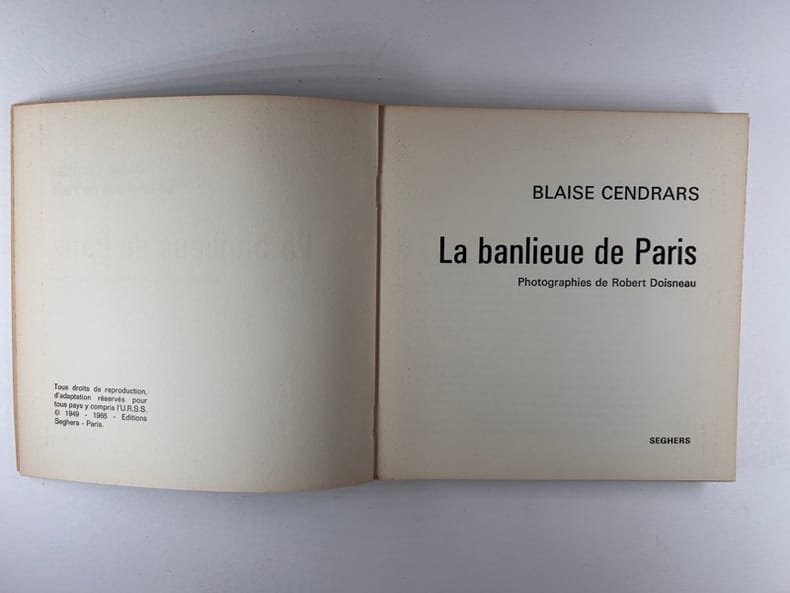 Tous droits de reproduction,
d'adaptation réservés pour
tous pays y compris l'U.R.S.S.
© 1949 - 1966 - Editions
Seghers - Paris.
BLAISE CENDRARS
La banlieue de Paris
Photographies de Robert Doisneau
SEGHERS